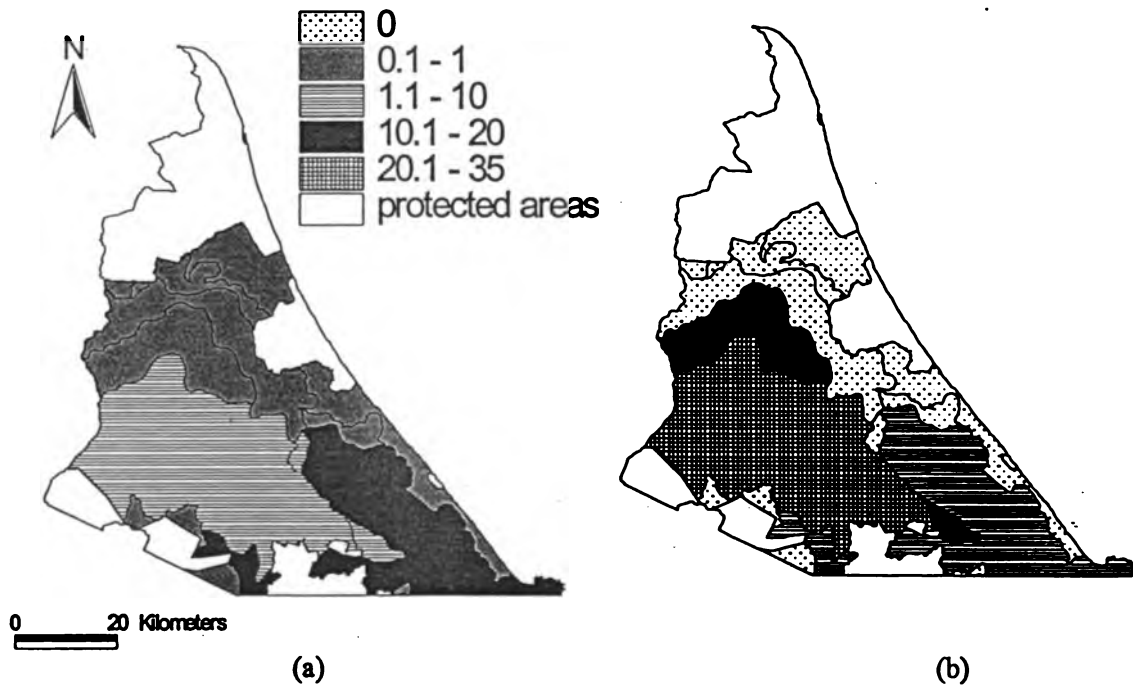 N
0
0.1 - 1
1.1 - 10
10.1 - 20
20.1 - 35
protected areas
0 20 Kilometers
(a)
(b)